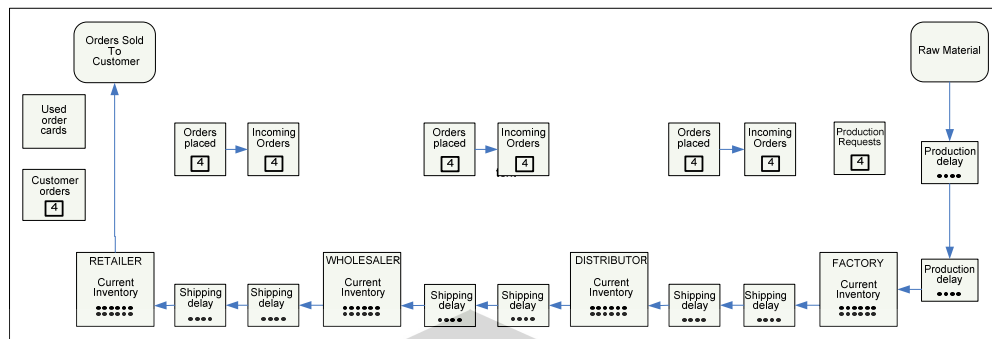 Orders Sold
To
Customer
Raw Material
Used
order
cards
Orders
placed
4
Incoming
Orders
4
Orders
placed
4
Incoming
Orders
4
Orders
placed
4
Incoming
Orders
4
Production
Requests
4
Production
delay
Customer
orders
4
RETAILER
Current
Inventory
Shipping
delay
Shipping
delay
WHOLESALER
Current
Inventory
Shipping
delay
Shipping
delay
DISTRIBUTOR
Current
Inventory
Shipping
delay
Shipping
delay
FACTORY
Current
Inventory
Production
delay